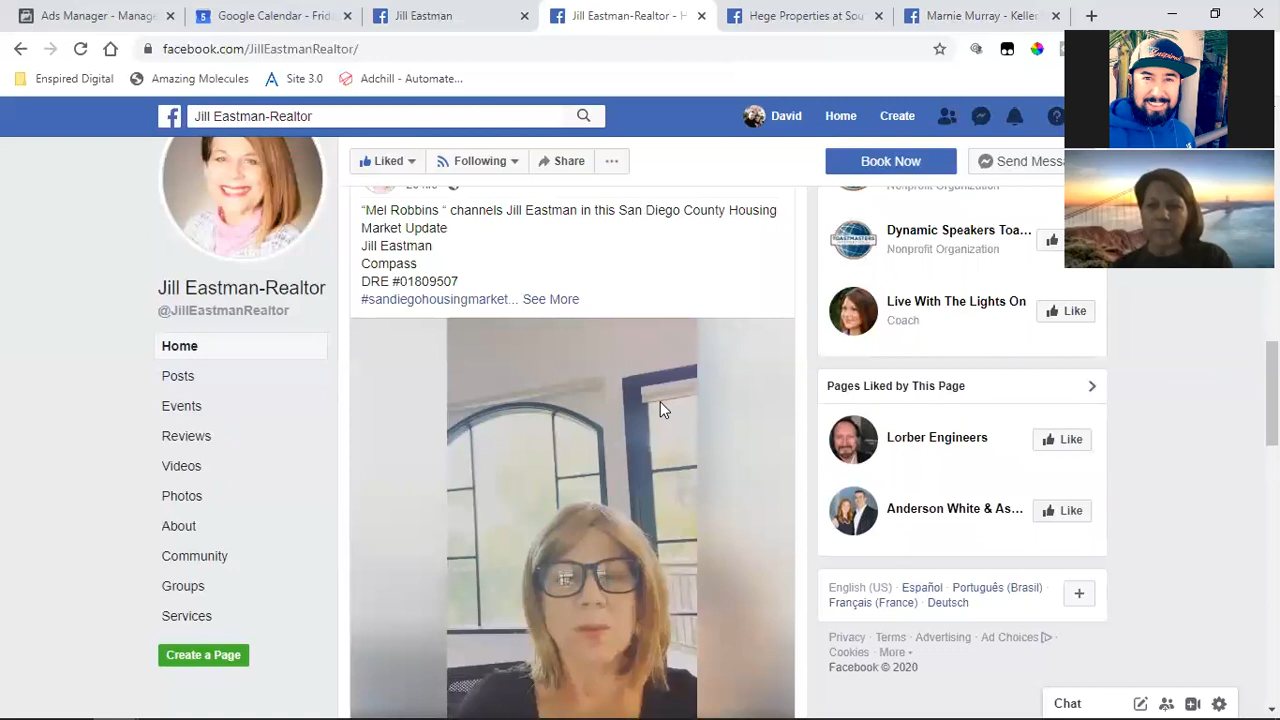 Ads Manager - Manage
Google Calendar - Frid
Jill Eastman
Jill Eastman-Realtor - H
Hege Properties at Sou
Marnie Murray - Keller
facebook.com/JillEastmanRealtor/
Enspired Digital
Amazing Molecules
Site 3.0
Adchill - Automate...
Jill Eastman-Realtor
David
Home
Create
Liked
Following
Share
Book Now
Send Messa
Nonprofit Organization
"Mel Robbins " channels Jill Eastman in this San Diego County Housing
Market Update
Jill Eastman
Compass
DRE #01809507
#sandiegohousingmarket... See More
Jill Eastman-Realtor
@JillEastmanRealtor
Home
Posts
Events
Reviews
Videos
Photos
About
Community
Groups
Services
Create a Page
TOASTMASTERS
Dynamic Speakers Toa...
Nonprofit Organization
Live With The Lights On
Coach
Like
Pages Liked by This Page
Lorber Engineers
Like
Anderson White & As...
Like
English (US) · Español · Português (Brasil) ·
Français (France) · Deutsch
Privacy · Terms · Advertising · Ad Choices ·
Cookies · More
Facebook © 2020
Chat